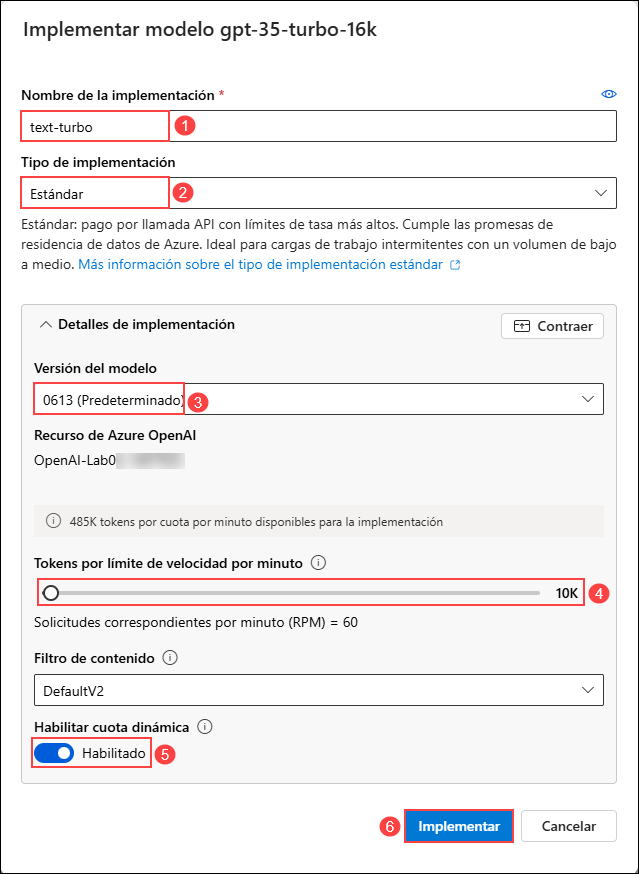 Implementar modelo gpt-35-turbo-16k
Nombre de la implementación *
text-turbo
1
Tipo de implementación
Estándar
2
Estándar: pago por llamada API con límites de tasa más altos. Cumple las promesas de
residencia de datos de Azure. Ideal para cargas de trabajo intermitentes con un volumen de bajo
a medio. Más información sobre el tipo de implementación estándar
Detalles de implementación
Contraer
Versión del modelo
0613 (Predeterminado)
3
Recurso de Azure OpenAI
OpenAI-Lab0
485K tokens por cuota por minuto disponibles para la implementación
Tokens por límite de velocidad por minuto
10K
4
Solicitudes correspondientes por minuto (RPM) = 60
Filtro de contenido
DefaultV2
Habilitar cuota dinámica
Habilitado
5
6
Implementar
Cancelar